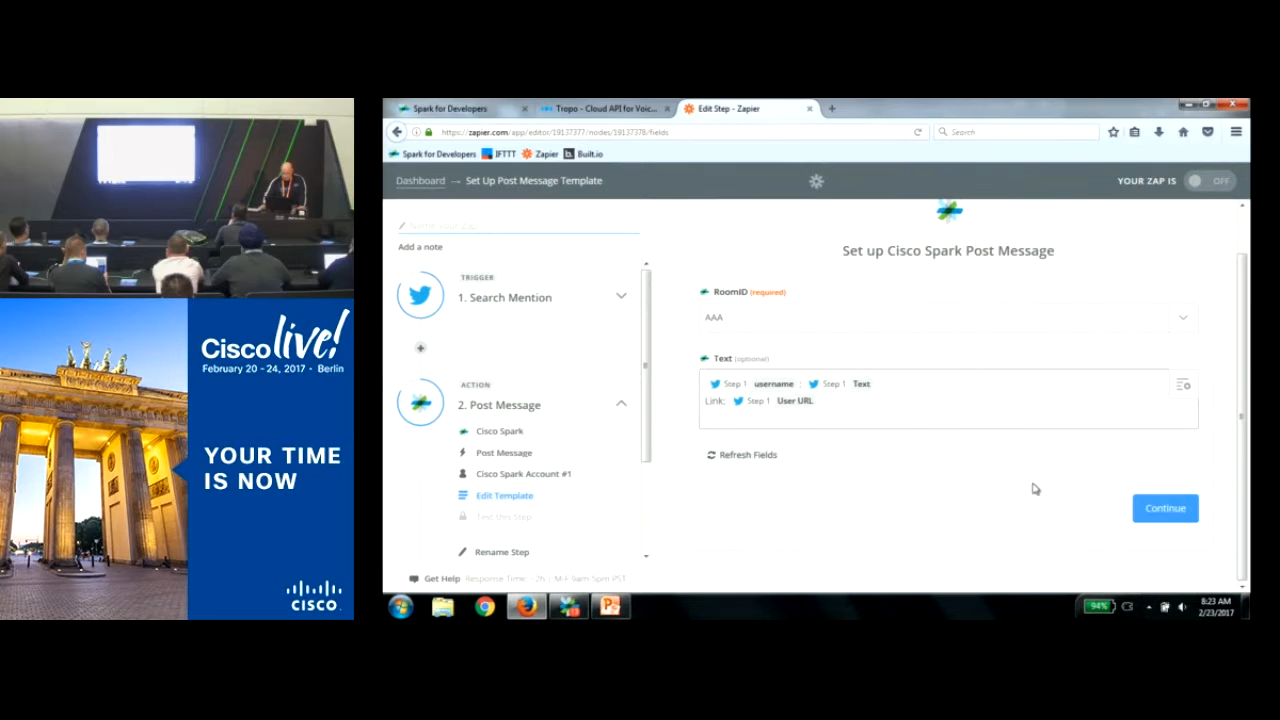 Cisco live!
February 20 - 24, 2017 • Berlin
YOUR TIME
IS NOW
CISCO
Spark for Developers
Tropo - Cloud API for Voic...
Edit Step - Zapier
https://zapier.com/app/editor/19137377/nodes/19137378/fields
Search
Spark for Developers
IFTTT
Zapier
Built.io
Dashboard → Set Up Post Message Template
YOUR ZAP IS
OFF
Add a note
TRIGGER
1. Search Mention
ACTION
2. Post Message
Cisco Spark
Post Message
Cisco Spark Account #1
Edit Template
Test this Step
Rename Step
Get Help
Set up Cisco Spark Post Message
RoomID (required)
AAA
Text (optional)
Step 1 username : Step 1 Text
Link: Step 1 User URL
Refresh Fields
Continue
94%
8:23 AM
2/23/2017